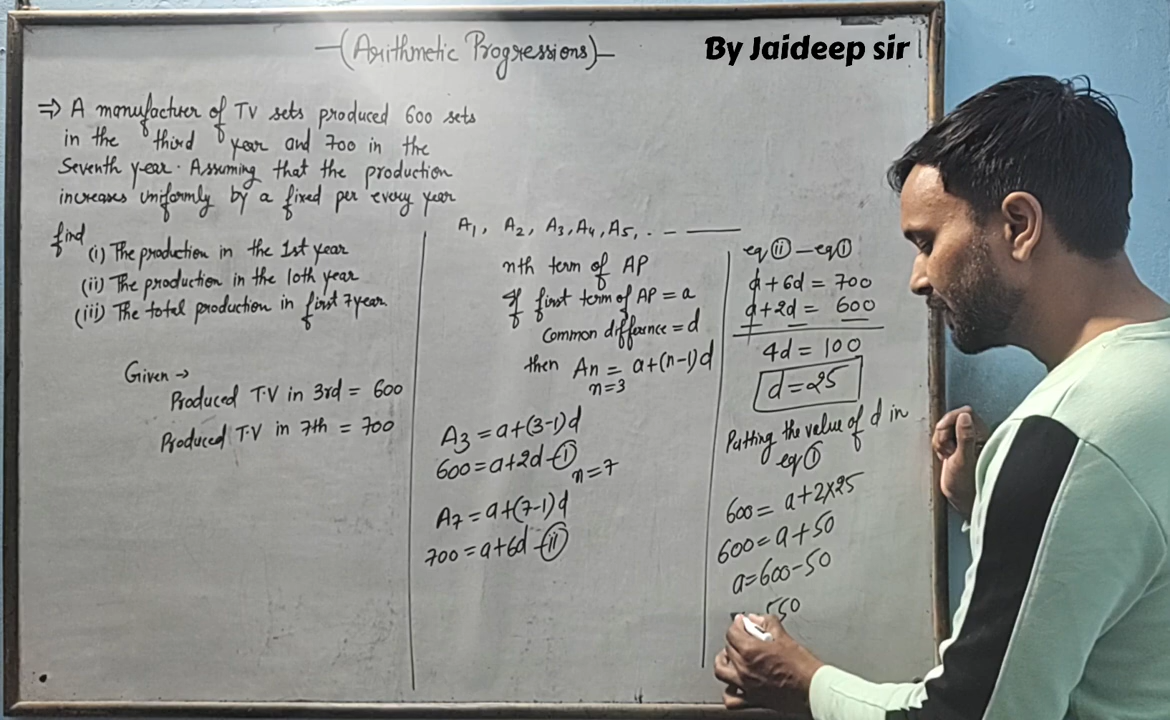 —(Arithmetic Progressions)—
By Jaideep sir
⇒ A manufactuer of TV sets produced 600 sets
in the third year and 700 in the
Seventh year. Assuming that the production
increases uniformly by a fixed per every year
find
(i) The production in the 1st year
(ii) The production in the 10th year
(iii) The total production in first 7 year.
Given →
Produced T.V in 3rd = 600
Produced T.V in 7th = 700
A1, A2, A3, A4, A5, . - ——
nth term of AP
If first term of AP = a
Common difference = d
then An = a+(n-1)d
n=3
A3 = a+(3-1)d
600 = a+2d -(i)
n=7
A7 = a+(7-1)d
700 = a+6d -(ii)
eq (ii) - eq (i)
a+6d = 700
a+2d = 600
4d = 100
d=25
Putting the value of d in
eq (i)
600 = a+2×25
600 = a+50
a=600-50
550